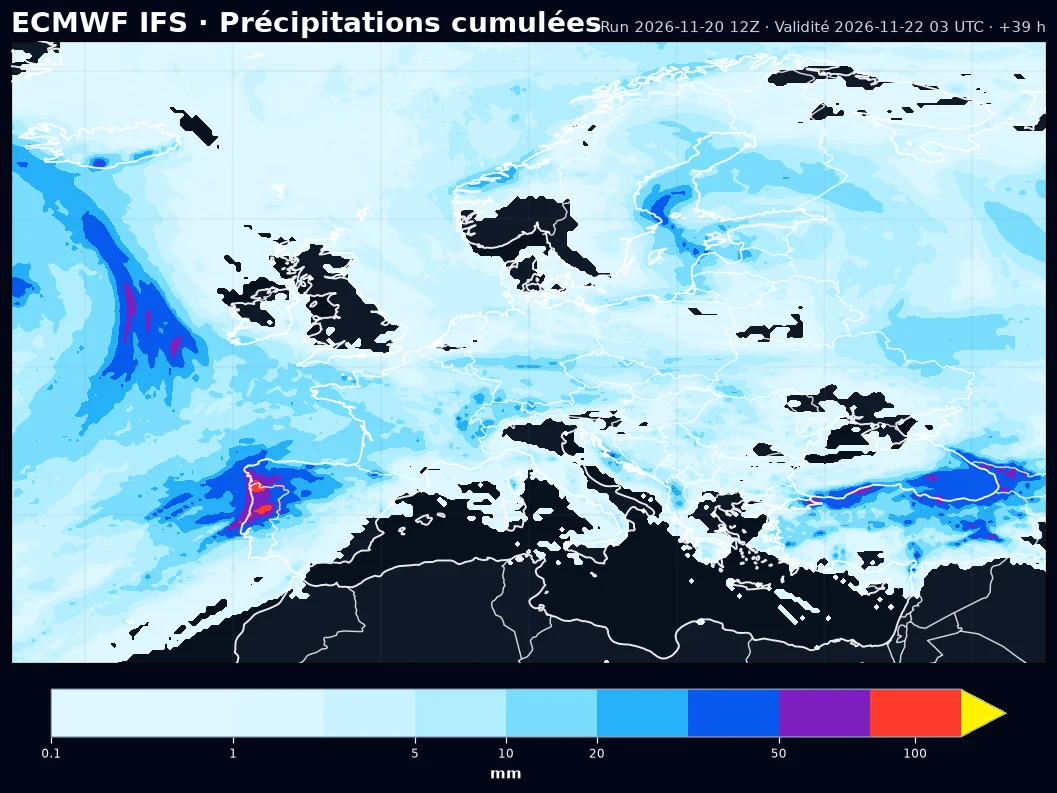 ECMWF IFS · Précipitations cumulées
Run 2026-11-20 12Z · Validité 2026-11-22 03 UTC · +39 h
0.1 1 5 10 20 50 100
mm